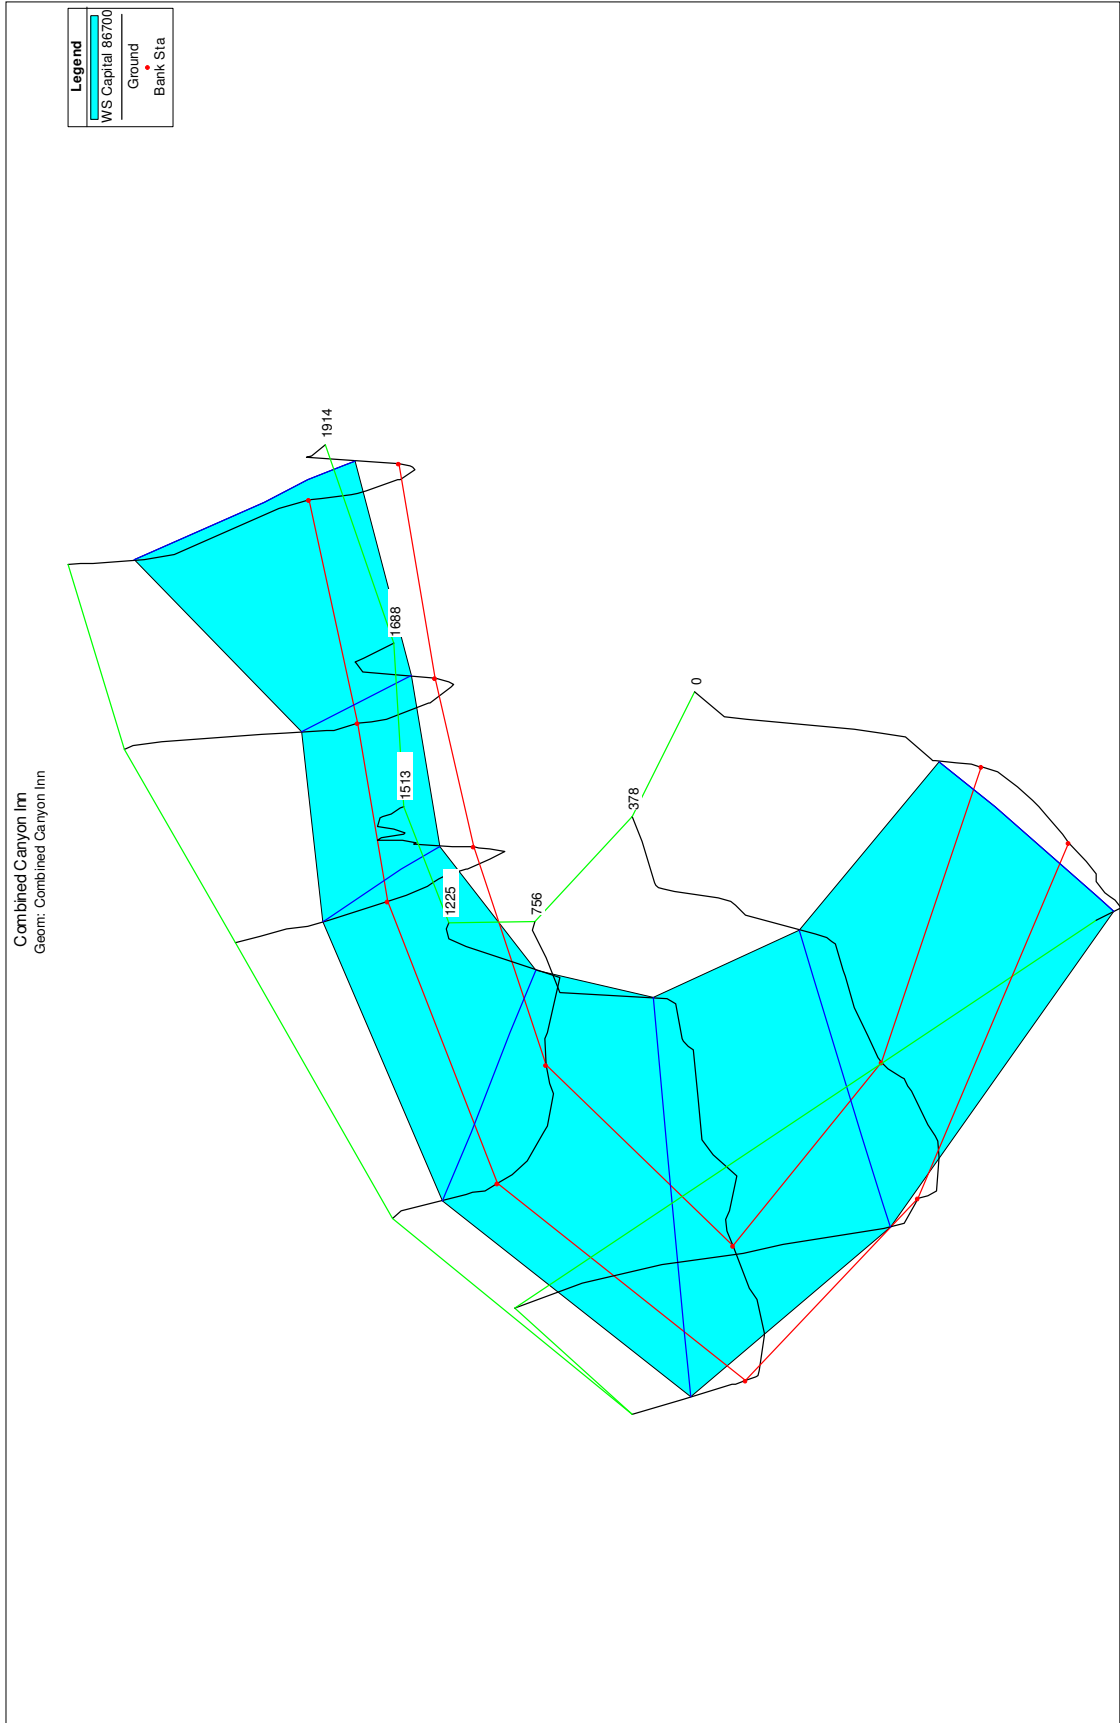 Combined Canyon Inn
Geom: Combined Canyon Inn
Legend
WS Capital 86700
Ground
Bank Sta
1914
1688
1513
1225
756
378
0